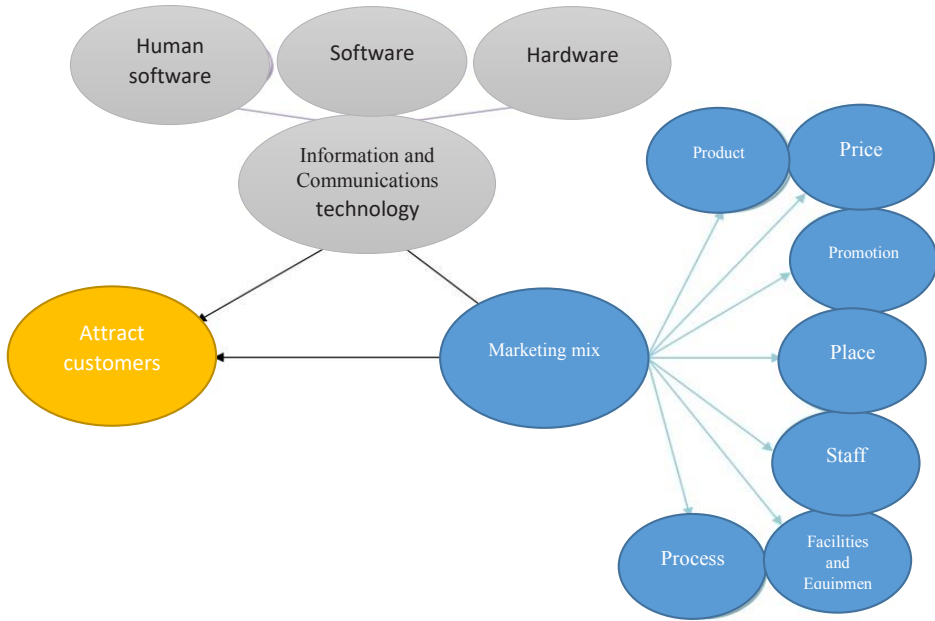 Human
software
Software
Hardware
Information and
Communications
technology
Product
Price
Promotion
Attract
customers
Marketing mix
Place
Staff
Process
Facilities
and
Equipmen